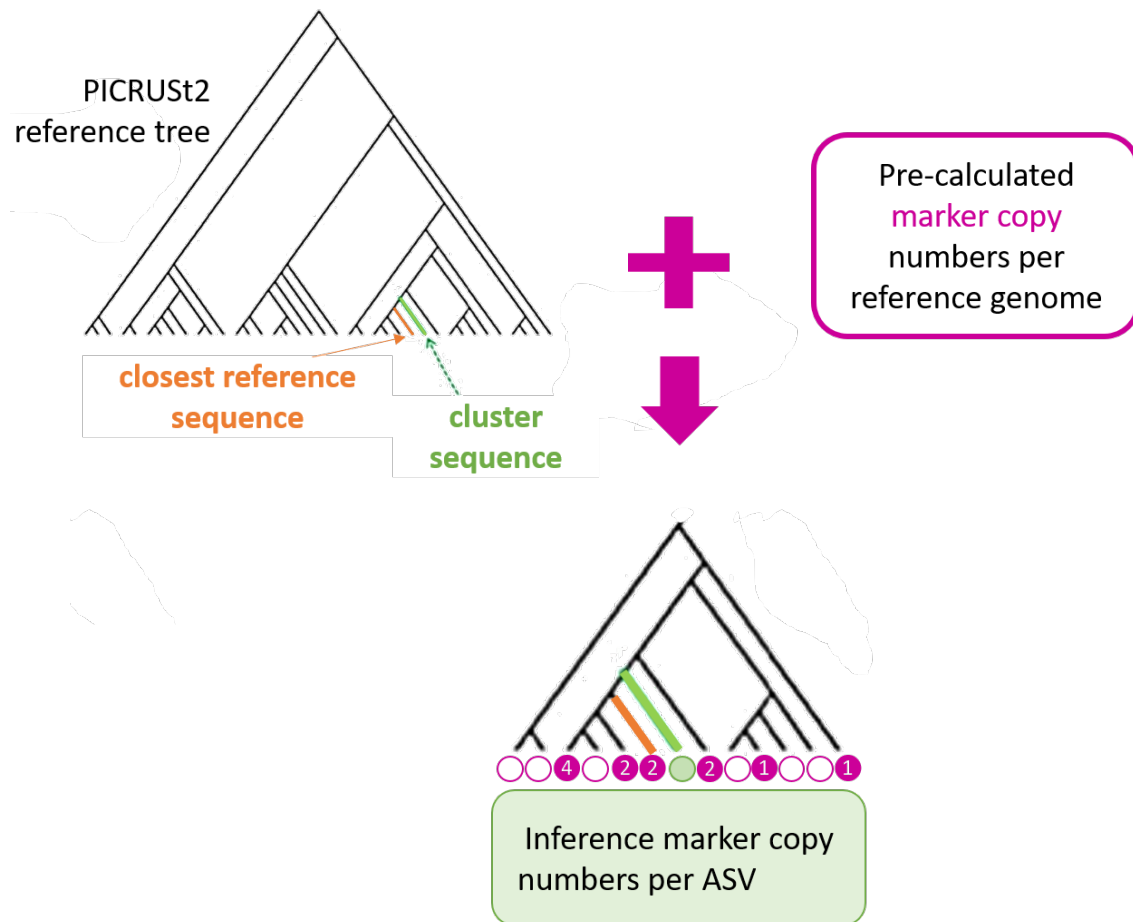 PICRUSt2
reference tree
Pre-calculated
marker copy
numbers per
reference genome
closest reference
sequence
cluster
sequence
4 2 2 2 1 1
Inference marker copy
numbers per ASV